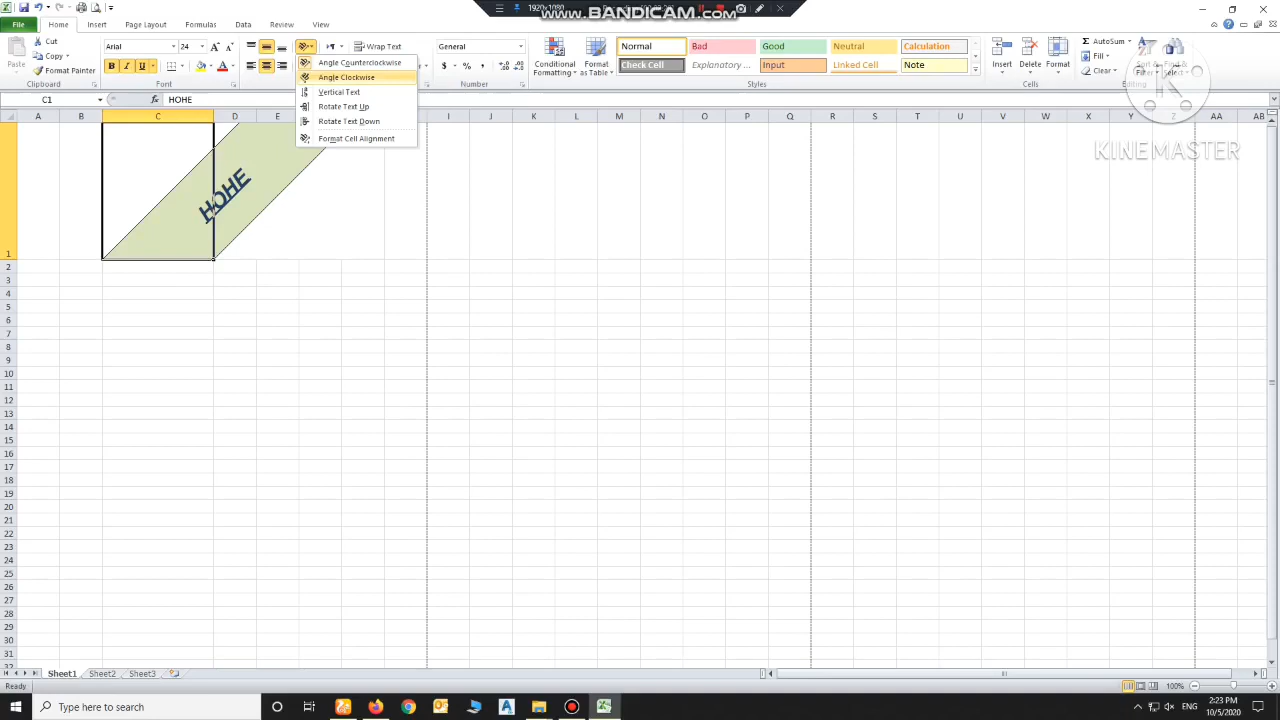 1920x1080
www.BANDICAM.com
File Home Insert Page Layout Formulas Data Review View
Cut
Copy
Format Painter
Clipboard
Arial 24
Font
Wrap Text
General
Number
Conditional Formatting
Format as Table
Normal Bad Good Neutral Calculation
Check Cell Explanatory ... Input Linked Cell Note
Styles
Insert Delete Format
Cells
AutoSum
Fill
Clear
Editing
Angle Counterclockwise
Angle Clockwise
Vertical Text
Rotate Text Up
Rotate Text Down
Format Cell Alignment
C1 HOHE
A B C D E I J K L M N O P Q R S T U V W X Y Z AA AB
KINEMASTER
HOHE
1
2
3
4
5
6
7
8
9
10
11
12
13
14
15
16
17
18
19
20
21
22
23
24
25
26
27
28
29
30
31
32
Sheet1 Sheet2 Sheet3
Ready 100%
Type here to search
ENG
2:23 PM
10/5/2020